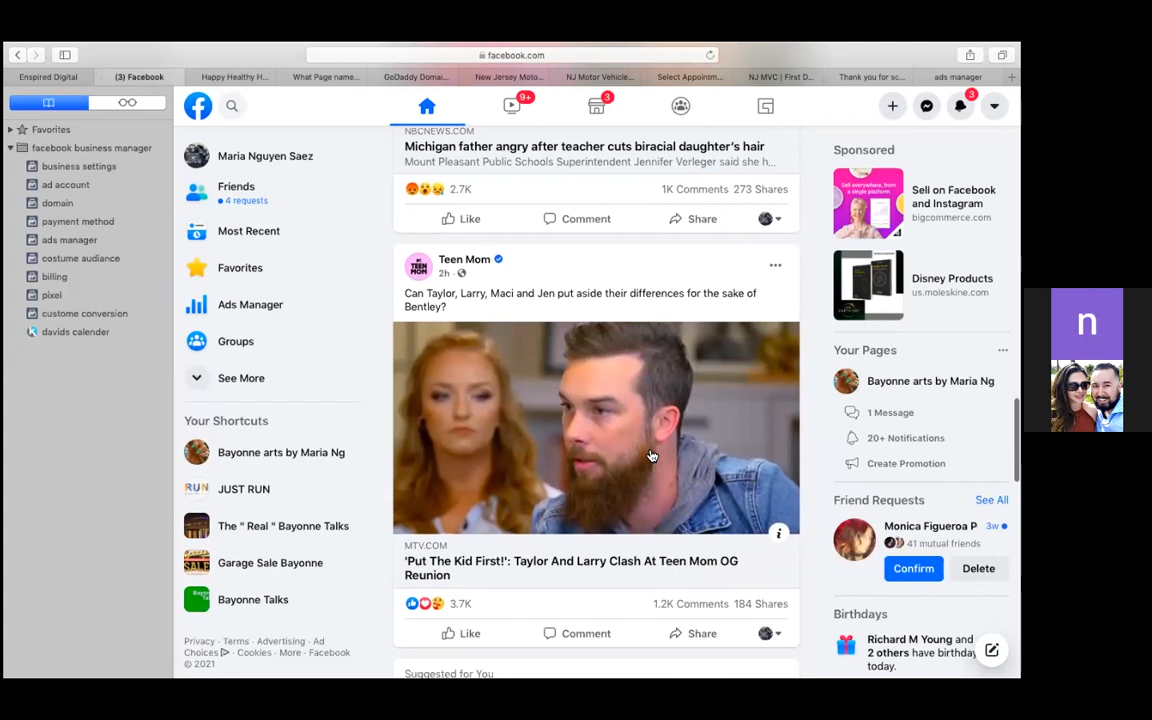 facebook.com
Enspired Digital
(3) Facebook
Happy Healthy H...
What Page name...
GoDaddy Domai...
New Jersey Moto...
NJ Motor Vehicle...
Select Appointm...
NJ MVC | First D...
Thank you for sc...
ads manager
Favorites
facebook business manager
business settings
ad account
domain
payment method
ads manager
costume audiance
billing
pixel
custome conversion
davids calender
9+
3
3
Maria Nguyen Saez
Friends
4 requests
Most Recent
Favorites
Ads Manager
Groups
See More
Your Shortcuts
Bayonne arts by Maria Ng
JUST RUN
The " Real " Bayonne Talks
Garage Sale Bayonne
Bayonne Talks
Privacy · Terms · Advertising · Ad
Choices · Cookies · More · Facebook
© 2021
NBCNEWS.COM
Michigan father angry after teacher cuts biracial daughter's hair
Mount Pleasant Public Schools Superintendent Jennifer Verleger said she h...
2.7K
1K Comments 273 Shares
Like
Comment
Share
TEEN MOM
Teen Mom
2h ·
Can Taylor, Larry, Maci and Jen put aside their differences for the sake of
Bentley?
MTV.COM
'Put The Kid First!': Taylor And Larry Clash At Teen Mom OG
Reunion
3.7K
1.2K Comments 184 Shares
Like
Comment
Share
Suggested for You
Sponsored
Sell on Facebook
and Instagram
bigcommerce.com
Disney Products
us.moleskine.com
Your Pages
Bayonne arts by Maria Ng
1 Message
20+ Notifications
Create Promotion
Friend Requests
See All
Monica Figueroa P
3w
41 mutual friends
Confirm
Delete
Birthdays
Richard M Young and
2 others have birthday
today.
n